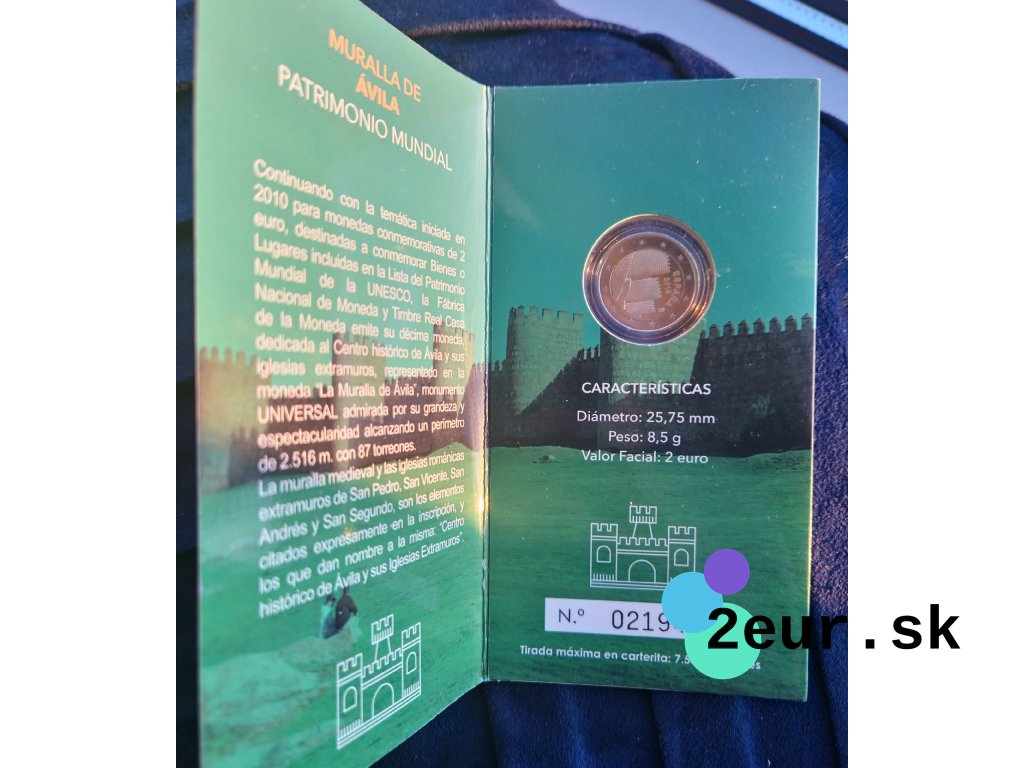 MURALLA DE
ÁVILA
PATRIMONIO MUNDIAL
Continuando con la temática iniciada en
2010 para monedas conmemorativas de 2
euro, destinadas a conmemorar Bienes o
Lugares incluidas en la Lista del Patrimonio
Mundial de la UNESCO, la Fábrica
Nacional de Moneda y Timbre Real Casa
de la Moneda emite su décima moneda,
dedicada al Centro histórico de Ávila y sus
iglesias extramuros, representado en la
moneda "La Muralla de Ávila", monumento
UNIVERSAL admirada por su grandeza y
espectacularidad alcanzando un perímetro
de 2.516 m. con 87 torreones.
La muralla medieval y las iglesias románicas
extramuros de San Pedro, San Vicente, San
Andrés y San Segundo, son los elementos
citados expresamente en la inscripción, y
los que dan nombre a la misma: "Centro
histórico de Ávila y sus Iglesias Extramuros".
ESPAÑA
2019
CARACTERÍSTICAS
Diámetro: 25,75 mm
Peso: 8,5 g
Valor Facial: 2 euro
N.º 0219
Tirada máxima en carterita: 7.5
2eur.sk